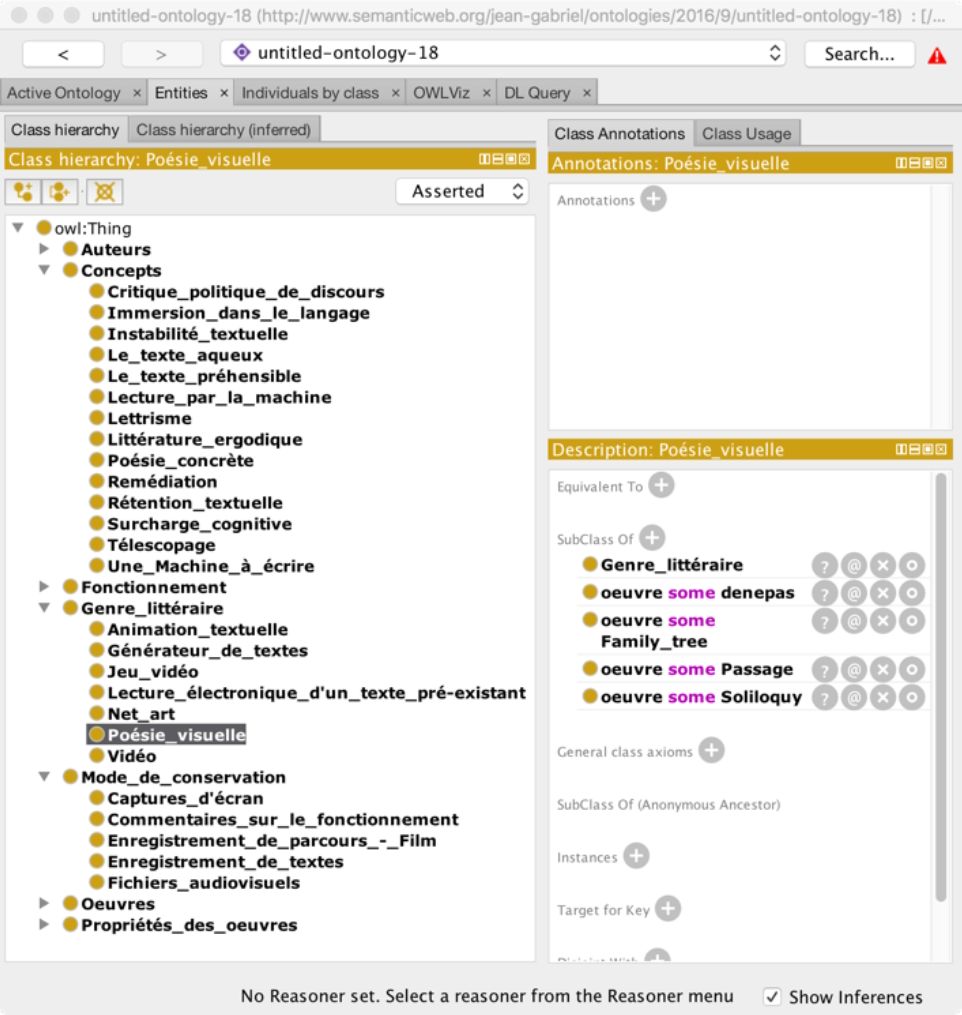 untitled-ontology-18 (http://www.semanticweb.org/jean-gabriel/ontologies/2016/9/untitled-ontology-18) : [/...
< > untitled-ontology-18 Search...
Active Ontology × Entities × Individuals by class × OWLViz × DL Query ×
Class hierarchy Class hierarchy (inferred)
Class hierarchy: Poésie_visuelle
Asserted
owl:Thing
Auteurs
Concepts
Critique_politique_de_discours
Immersion_dans_le_langage
Instabilité_textuelle
Le_texte_aqueux
Le_texte_préhensible
Lecture_par_la_machine
Lettrisme
Littérature_ergodique
Poésie_concrète
Remédiation
Rétention_textuelle
Surcharge_cognitive
Télescopage
Une_Machine_à_écrire
Fonctionnement
Genre_littéraire
Animation_textuelle
Générateur_de_textes
Jeu_vidéo
Lecture_électronique_d'un_texte_pré-existant
Net_art
Poésie_visuelle
Vidéo
Mode_de_conservation
Captures_d'écran
Commentaires_sur_le_fonctionnement
Enregistrement_de_parcours_-_Film
Enregistrement_de_textes
Fichiers_audiovisuels
Oeuvres
Propriétés_des_oeuvres
Class Annotations Class Usage
Annotations: Poésie_visuelle
Annotations
Description: Poésie_visuelle
Equivalent To
SubClass Of
Genre_littéraire
oeuvre some denepas
oeuvre some
Family_tree
oeuvre some Passage
oeuvre some Soliloquy
General class axioms
SubClass Of (Anonymous Ancestor)
Instances
Target for Key
Disjoint With
No Reasoner set. Select a reasoner from the Reasoner menu Show Inferences